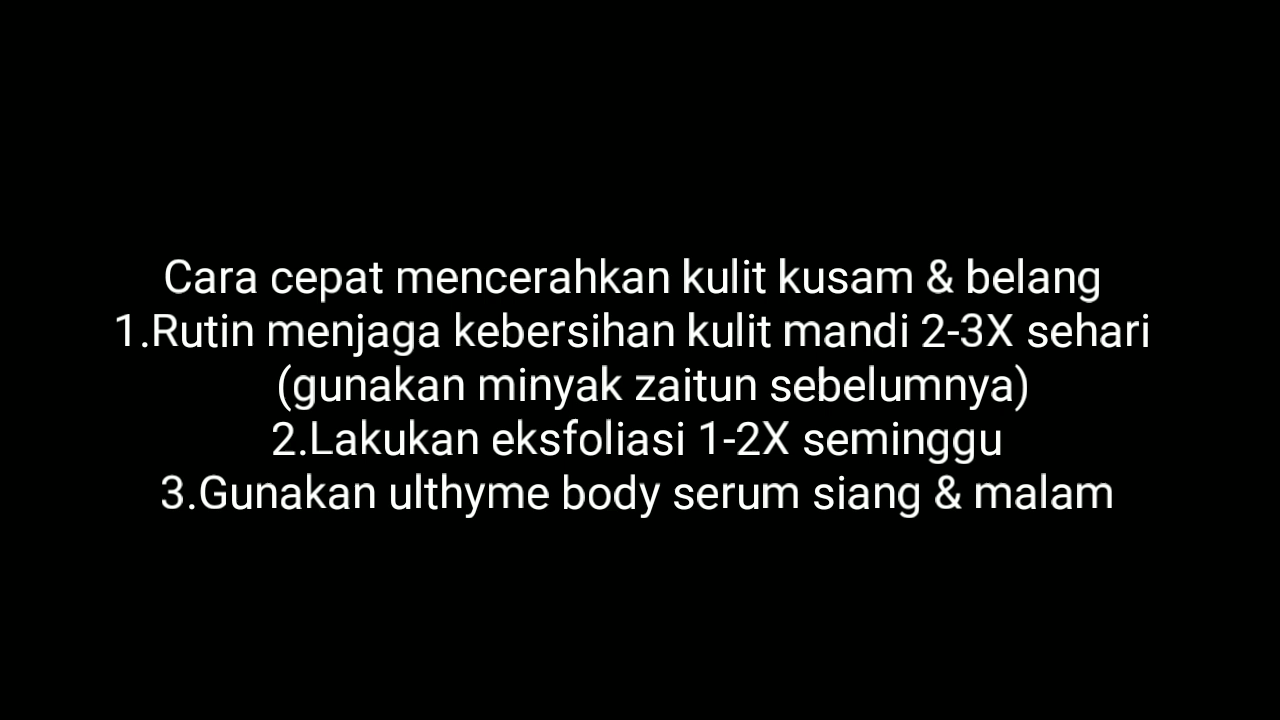 Cara cepat mencerahkan kulit kusam & belang
1.Rutin menjaga kebersihan kulit mandi 2-3X sehari
(gunakan minyak zaitun sebelumnya)
2.Lakukan eksfoliasi 1-2X seminggu
3.Gunakan ulthyme body serum siang & malam